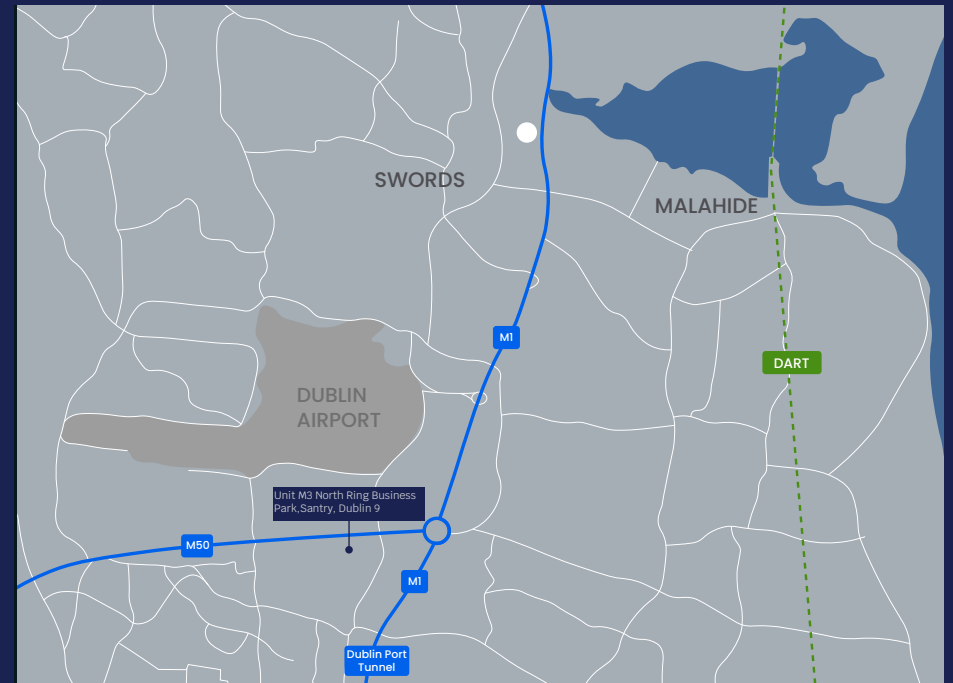 SWORDS
MALAHIDE
M1
DART
DUBLIN
AIRPORT
Unit M3 North Ring Business
Park,Santry, Dublin 9
M50
M1
Dublin Port
Tunnel